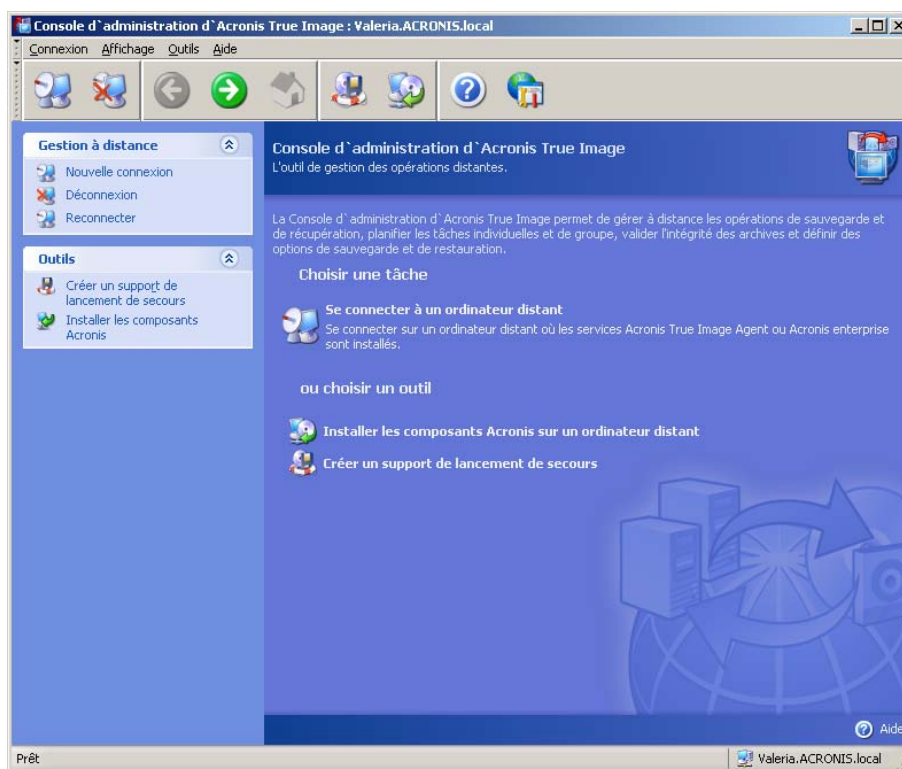 Console d`administration d`Acronis True Image : Valeria.ACRONIS.local
Connexion Affichage Outils Aide
Gestion à distance
Nouvelle connexion
Déconnexion
Reconnecter
Outils
Créer un support de
lancement de secours
Installer les composants
Acronis
Console d`administration d`Acronis True Image
L'outil de gestion des opérations distantes.
La Console d`administration d`Acronis True Image permet de gérer à distance les opérations de sauvegarde et
de récupération, planifier les tâches individuelles et de groupe, valider l'intégrité des archives et définir des
options de sauvegarde et de restauration.
Choisir une tâche
Se connecter à un ordinateur distant
Se connecter sur un ordinateur distant où les services Acronis True Image Agent ou Acronis enterprise
sont installés.
ou choisir un outil
Installer les composants Acronis sur un ordinateur distant
Créer un support de lancement de secours
Aide
Prêt
Valeria.ACRONIS.local